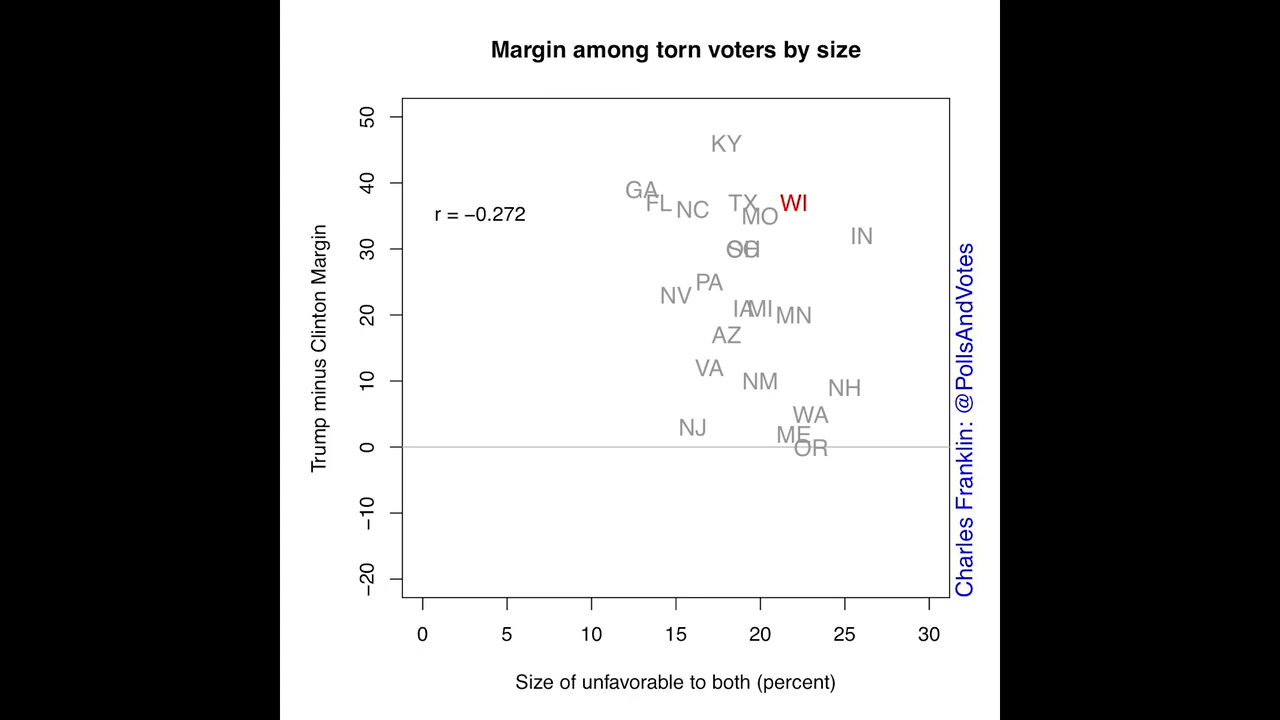 Margin among torn voters by size
50
40
30
20
10
0
−10
−20
Trump minus Clinton Margin
r = −0.272
KY
GA
FL
NC
TX
MO
WI
IN
PA
NV
IA
MI
MN
AZ
VA
NM
NH
WA
NJ
ME
OR
0 5 10 15 20 25 30
Size of unfavorable to both (percent)
Charles Franklin: @PollsAndVotes